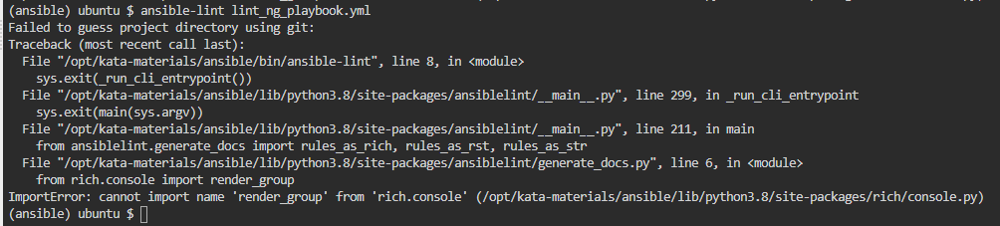 (ansible) ubuntu $ ansible-lint lint_ng_playbook.yml
Failed to guess project directory using git:
Traceback (most recent call last):
  File "/opt/kata-materials/ansible/bin/ansible-lint", line 8, in <module>
    sys.exit(_run_cli_entrypoint())
  File "/opt/kata-materials/ansible/lib/python3.8/site-packages/ansiblelint/__main__.py", line 299, in _run_cli_entrypoint
    sys.exit(main(sys.argv))
  File "/opt/kata-materials/ansible/lib/python3.8/site-packages/ansiblelint/__main__.py", line 211, in main
    from ansiblelint.generate_docs import rules_as_rich, rules_as_rst, rules_as_str
  File "/opt/kata-materials/ansible/lib/python3.8/site-packages/ansiblelint/generate_docs.py", line 6, in <module>
    from rich.console import render_group
ImportError: cannot import name 'render_group' from 'rich.console' (/opt/kata-materials/ansible/lib/python3.8/site-packages/rich/console.py)
(ansible) ubuntu $